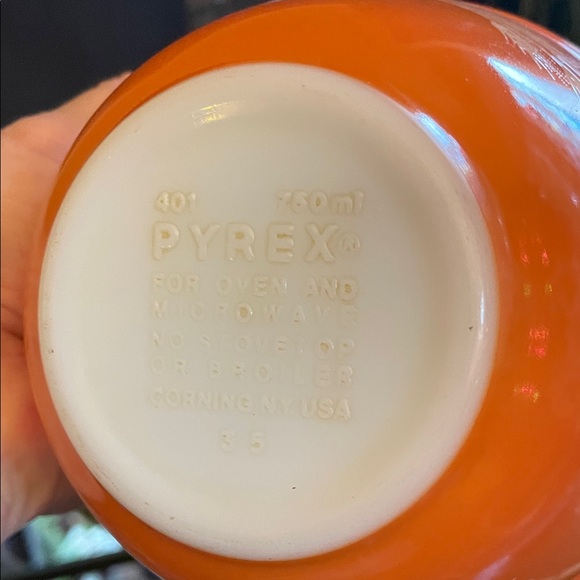 401 750 ml
PYREX®
FOR OVEN AND
MICROWAVE
NO STOVETOP
OR BROILER
CORNING, NY, USA
35